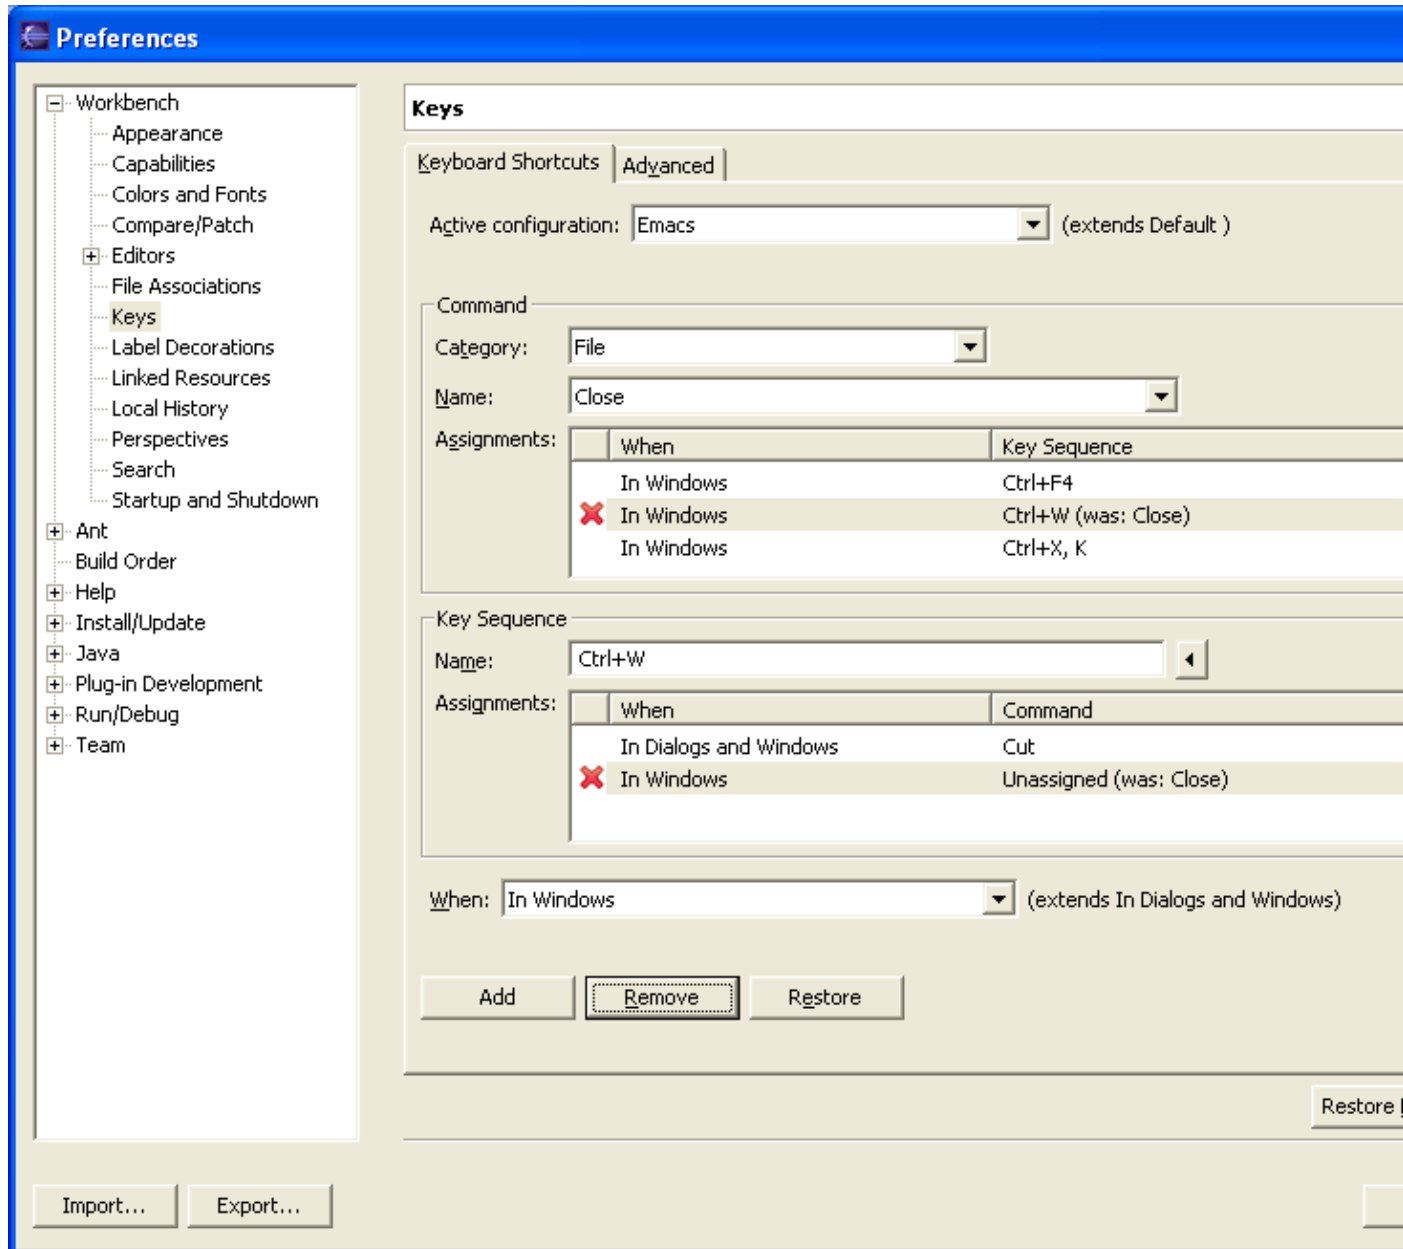 Preferences
Workbench
Appearance
Capabilities
Colors and Fonts
Compare/Patch
Editors
File Associations
Keys
Label Decorations
Linked Resources
Local History
Perspectives
Search
Startup and Shutdown
Ant
Build Order
Help
Install/Update
Java
Plug-in Development
Run/Debug
Team
Import... Export...
Keys
Keyboard Shortcuts Advanced
Active configuration: Emacs (extends Default )
Command
Category: File
Name: Close
Assignments: When Key Sequence
In Windows Ctrl+F4
In Windows Ctrl+W (was: Close)
In Windows Ctrl+X, K
Key Sequence
Name: Ctrl+W
Assignments: When Command
In Dialogs and Windows Cut
In Windows Unassigned (was: Close)
When: In Windows (extends In Dialogs and Windows)
Add Remove Restore
Restore